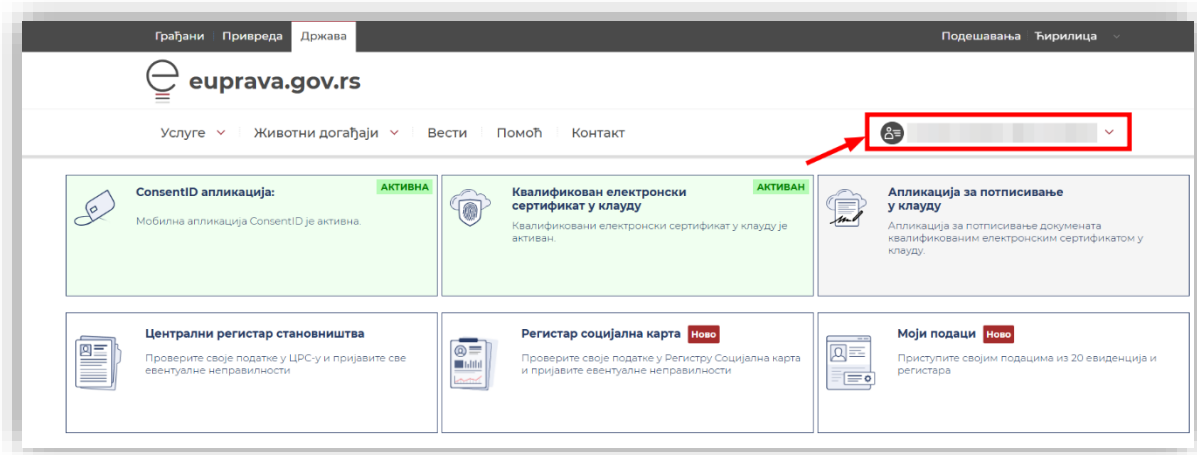 Грађани Привреда Држава Подешавања Ћирилица
euprava.gov.rs
Услуге Животни догађаји Вести Помоћ Контакт
ConsentID апликација:
АКТИВНА
Мобилна апликација ConsentID је активна.
Квалификован електронски
сертификат у клауду
АКТИВАН
Квалификовани електронски сертификат у клауду је
активан.
Апликација за потписивање
у клауду
Апликација за потписивање докумената
квалификованим електронским сертификатом у
клауду.
Централни регистар становништва
Проверите своје податке у ЦРС-у и пријавите све
евентуалне неправилности
Регистар социјална карта Ново
Проверите своје податке у Регистру Социјална карта
и пријавите евентуалне неправилности
Моји подаци Ново
Приступите својим подацима из 20 евиденција и
регистара